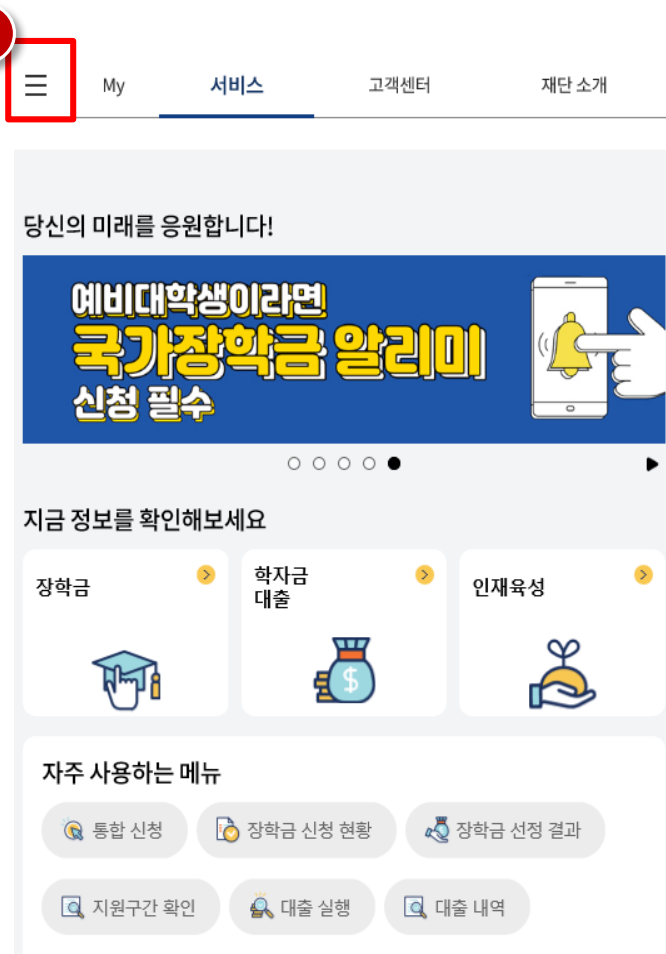 My 서비스 고객센터 재단 소개
당신의 미래를 응원합니다!
예비대학생이라면
국가장학금 알리미
신청 필수
지금 정보를 확인해보세요
장학금
학자금
대출
인재육성
$
자주 사용하는 메뉴
통합 신청 장학금 신청 현황 장학금 선정 결과
지원구간 확인 대출 실행 대출 내역